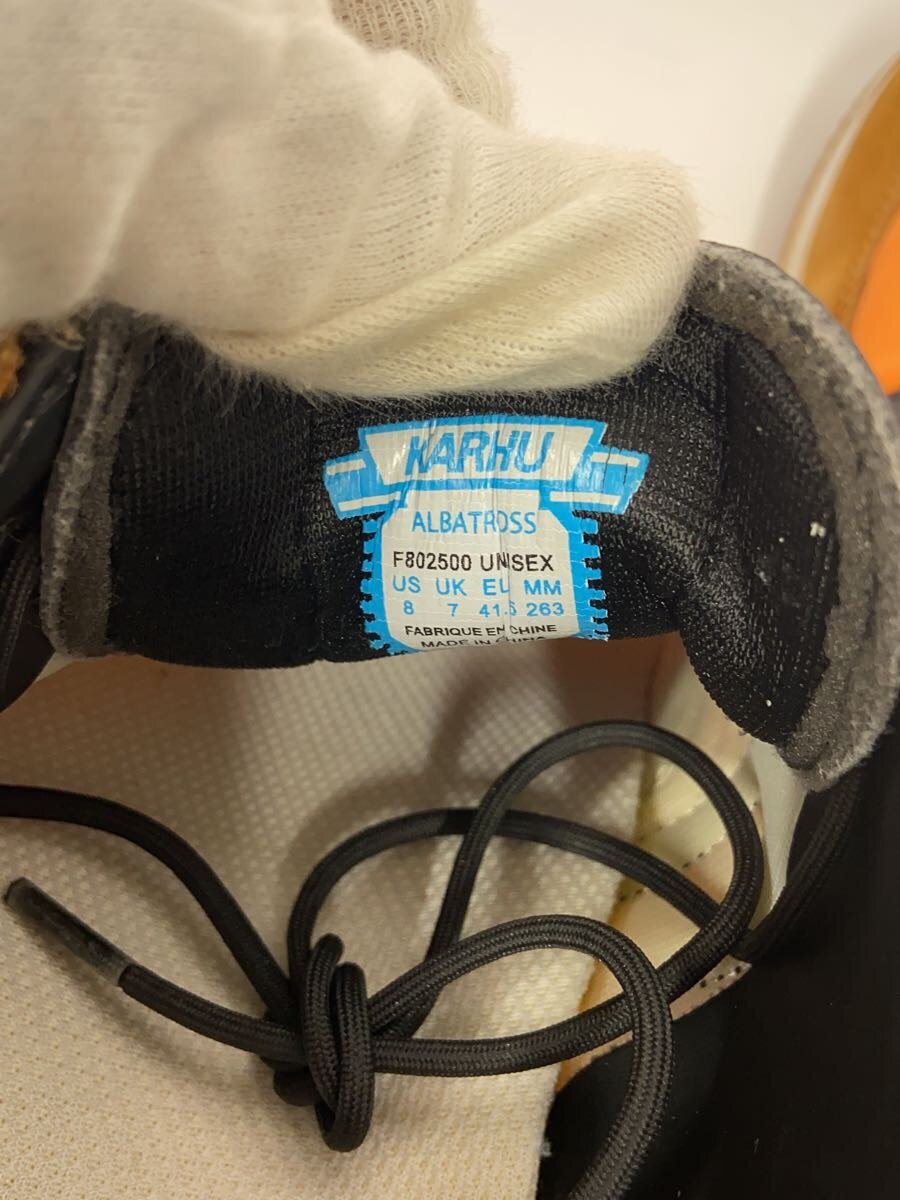 KARHU
ALBATROSS
F802500 UNISEX
US UK EU MM
8 7 41.5 263
FABRIQUE EN CHINE
MADE IN CHINA